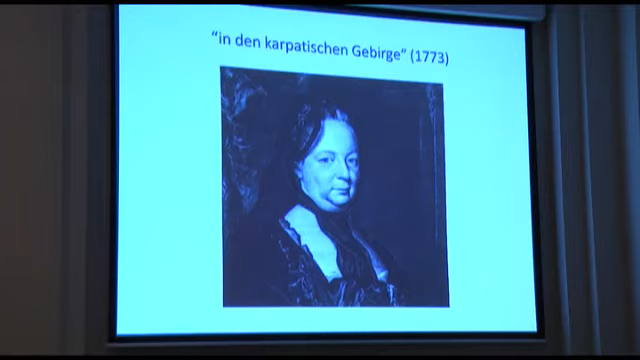 “in den karpatischen Gebirge” (1773)